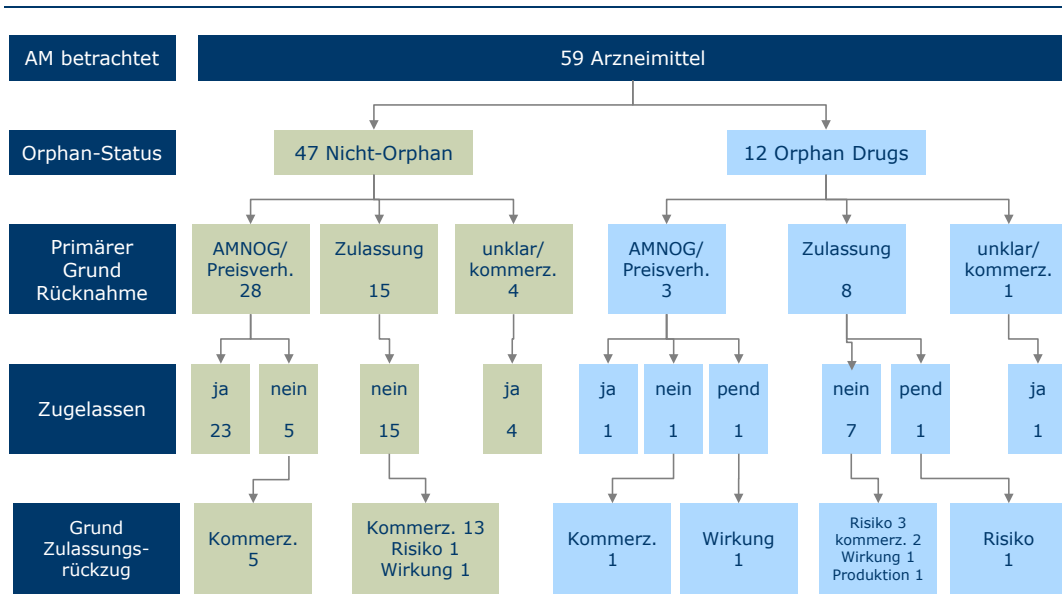 AM betrachtet
59 Arzneimittel
Orphan-Status
47 Nicht-Orphan
12 Orphan Drugs
Primärer
Grund
Rücknahme
AMNOG/
Preisverh.
28
Zulassung
15
unklar/
kommerz.
4
AMNOG/
Preisverh.
3
Zulassung
8
unklar/
kommerz.
1
Zugelassen
ja
23
nein
5
nein
15
ja
4
ja
1
nein
1
pend
1
nein
7
pend
1
ja
1
Grund
Zulassungs-
rückzug
Kommerz.
5
Kommerz. 13
Risiko 1
Wirkung 1
Kommerz.
1
Wirkung
1
Risiko 3
kommerz. 2
Wirkung 1
Produktion 1
Risiko
1